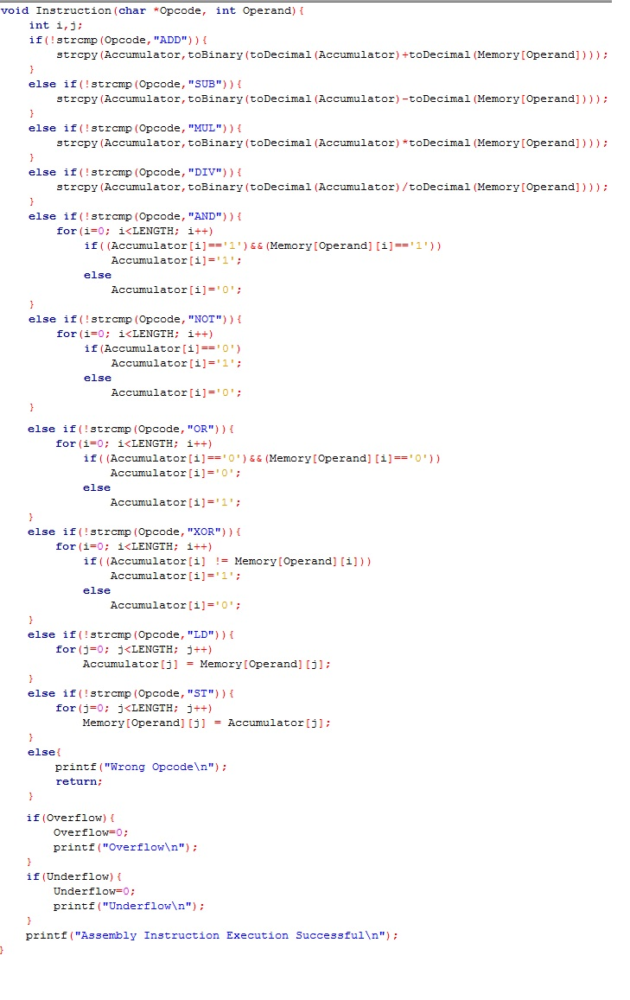 void Instruction(char *Opcode, int Operand){
    int i,j;
    if(!strcmp(Opcode,"ADD")){
        strcpy(Accumulator,toBinary(toDecimal(Accumulator)+toDecimal(Memory[Operand])));
    }
    else if(!strcmp(Opcode,"SUB")){
        strcpy(Accumulator,toBinary(toDecimal(Accumulator)-toDecimal(Memory[Operand])));
    }
    else if(!strcmp(Opcode,"MUL")){
        strcpy(Accumulator,toBinary(toDecimal(Accumulator)*toDecimal(Memory[Operand])));
    }
    else if(!strcmp(Opcode,"DIV")){
        strcpy(Accumulator,toBinary(toDecimal(Accumulator)/toDecimal(Memory[Operand])));
    }
    else if(!strcmp(Opcode,"AND")){
        for(i=0; i<LENGTH; i++)
            if((Accumulator[i]=='1')&&(Memory[Operand][i]=='1'))
                Accumulator[i]='1';
            else
                Accumulator[i]='0';
    }
    else if(!strcmp(Opcode,"NOT")){
        for(i=0; i<LENGTH; i++)
            if(Accumulator[i]=='0')
                Accumulator[i]='1';
            else
                Accumulator[i]='0';
    }
    else if(!strcmp(Opcode,"OR")){
        for(i=0; i<LENGTH; i++)
            if((Accumulator[i]=='0')&&(Memory[Operand][i]=='0'))
                Accumulator[i]='0';
            else
                Accumulator[i]='1';
    }
    else if(!strcmp(Opcode,"XOR")){
        for(i=0; i<LENGTH; i++)
            if((Accumulator[i] != Memory[Operand][i]))
                Accumulator[i]='1';
            else
                Accumulator[i]='0';
    }
    else if(!strcmp(Opcode,"LD")){
        for(j=0; j<LENGTH; j++)
            Accumulator[j] = Memory[Operand][j];
    }
    else if(!strcmp(Opcode,"ST")){
        for(j=0; j<LENGTH; j++)
            Memory[Operand][j] = Accumulator[j];
    }
    else{
        printf("Wrong Opcode\n");
        return;
    }
    if(Overflow){
        Overflow=0;
        printf("Overflow\n");
    }
    if(Underflow){
        Underflow=0;
        printf("Underflow\n");
    }
    printf("Assembly Instruction Execution Successful\n");
}